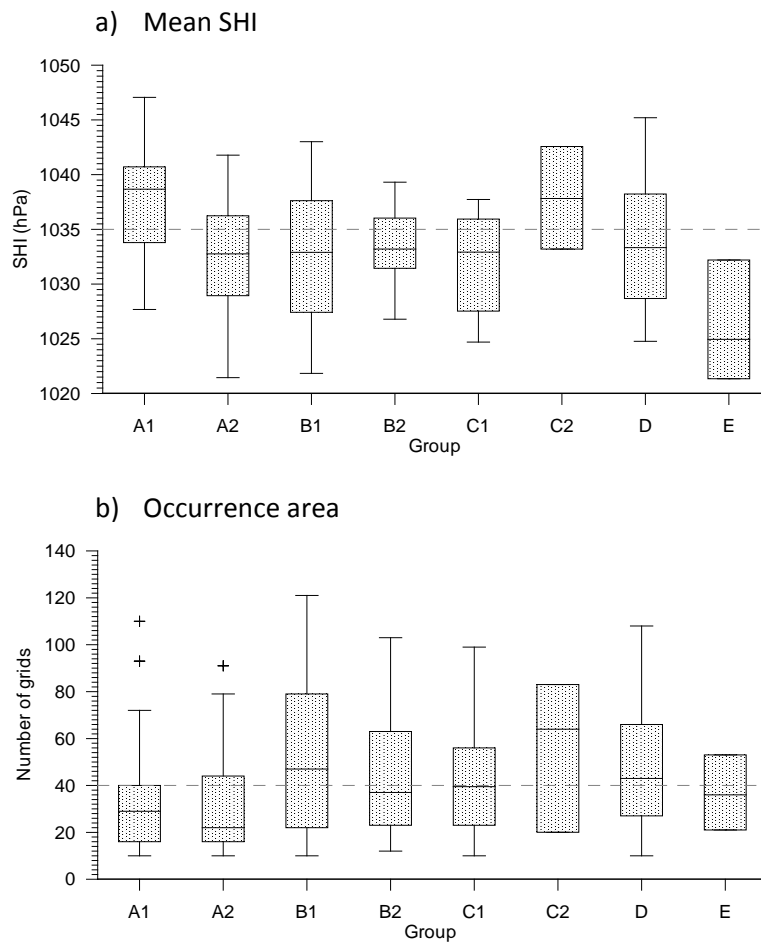 a) Mean SHI
1050
1045
1040
1035
1030
1025
1020
SHI (hPa)
A1 A2 B1 B2 C1 C2 D E
Group
b) Occurrence area
140
120
100
80
60
40
20
0
Number of grids
A1 A2 B1 B2 C1 C2 D E
Group